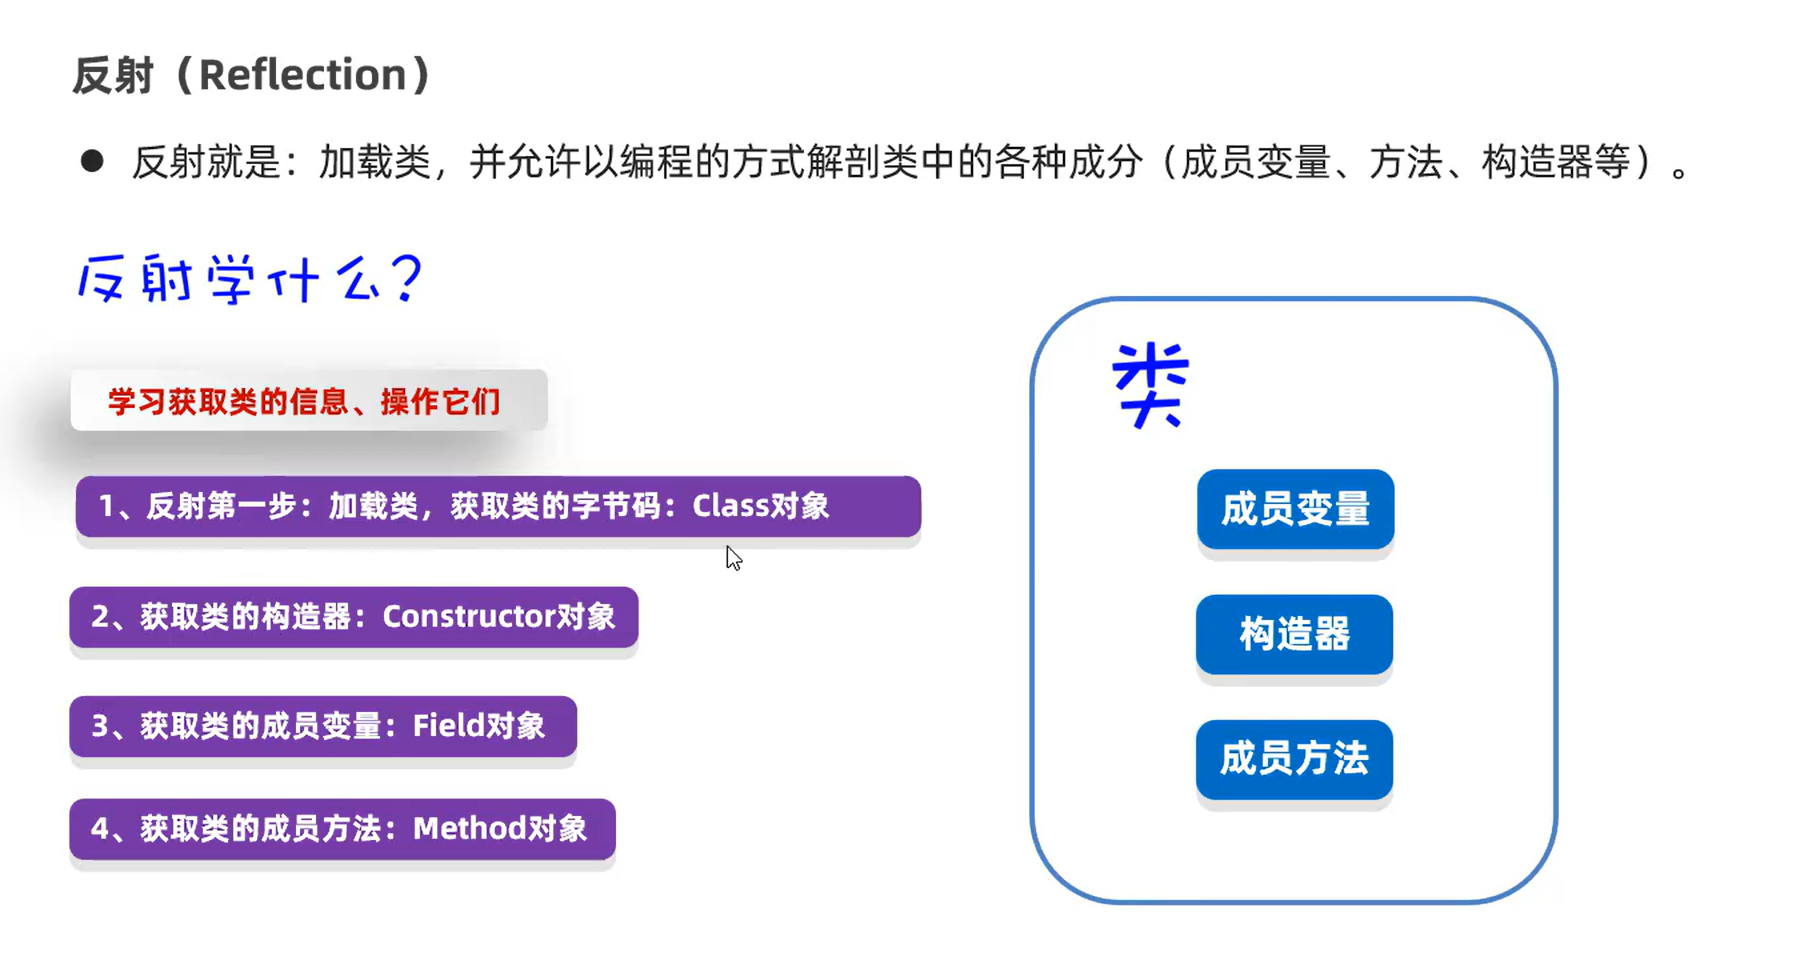 反射（Reflection）
● 反射就是：加载类，并允许以编程的方式解剖类中的各种成分（成员变量、方法、构造器等）。
反射学什么？
学习获取类的信息、操作它们
1、反射第一步：加载类，获取类的字节码：Class对象
2、获取类的构造器：Constructor对象
3、获取类的成员变量：Field对象
4、获取类的成员方法：Method对象
类
成员变量
构造器
成员方法